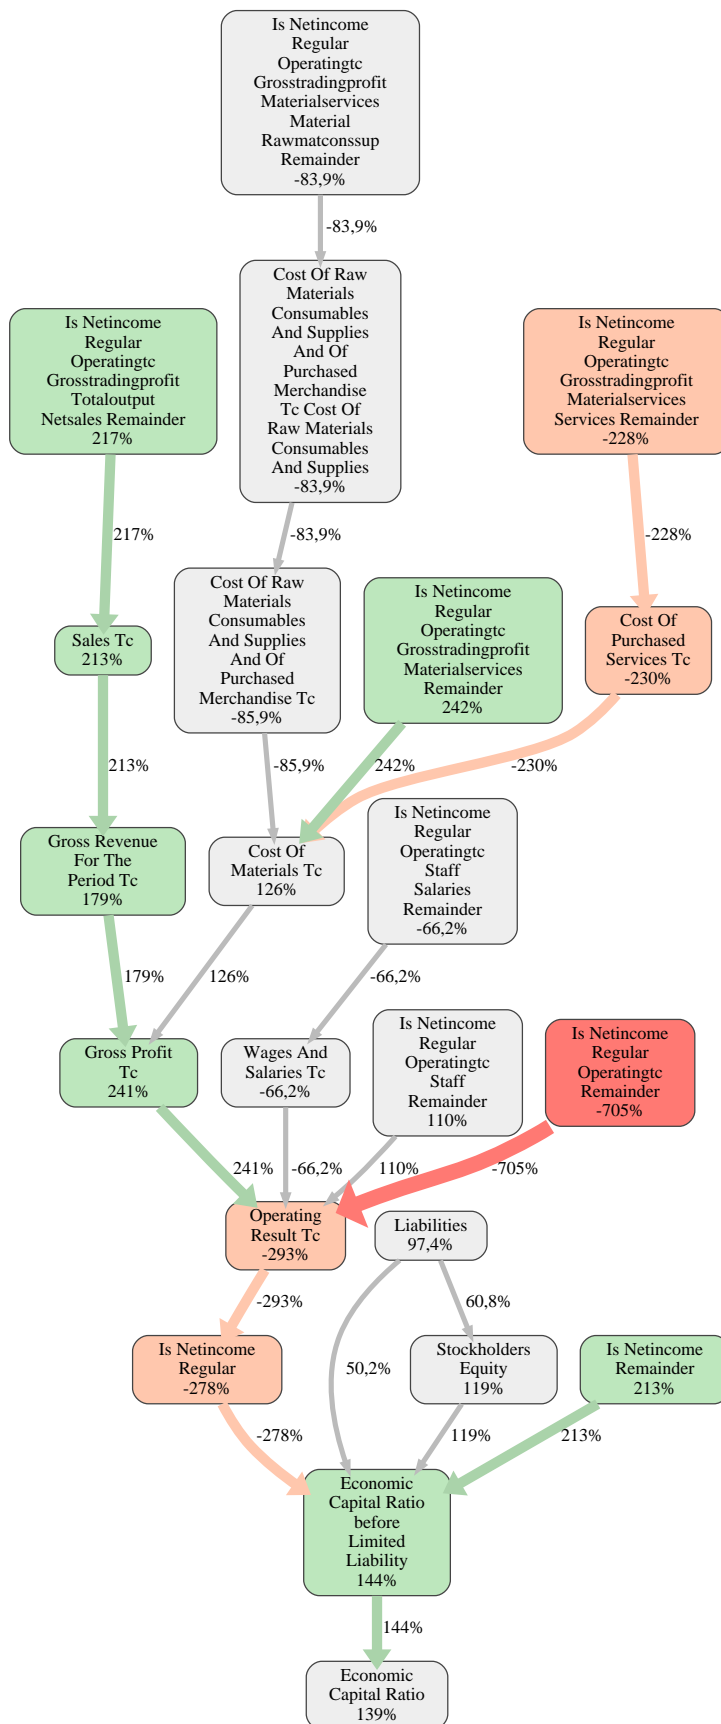 Is Netincome
Regular
Operatingtc
Grosstradingprofit
Materialservices
Material
Rawmatconssup
Remainder
-83,9%
-83,9%
Cost Of Raw
Materials
Consumables
And Supplies
And Of
Purchased
Merchandise
Tc Cost Of
Raw Materials
Consumables
And Supplies
-83,9%
Is Netincome
Regular
Operatingtc
Grosstradingprofit
Totaloutput
Netsales Remainder
217%
Is Netincome
Regular
Operatingtc
Grosstradingprofit
Materialservices
Services Remainder
-228%
217%
-83,9%
-228%
Cost Of Raw
Materials
Consumables
And Supplies
And Of
Purchased
Merchandise Tc
-85,9%
Is Netincome
Regular
Operatingtc
Grosstradingprofit
Materialservices
Remainder
242%
Sales Tc
213%
Cost Of
Purchased
Services Tc
-230%
213%
-85,9%
242%
-230%
Gross Revenue
For The
Period Tc
179%
Cost Of
Materials Tc
126%
Is Netincome
Regular
Operatingtc
Staff
Salaries
Remainder
-66,2%
179%
126%
-66,2%
Gross Profit
Tc
241%
Wages And
Salaries Tc
-66,2%
Is Netincome
Regular
Operatingtc
Staff
Remainder
110%
Is Netincome
Regular
Operatingtc
Remainder
-705%
241%
-66,2%
110%
-705%
Operating
Result Tc
-293%
Liabilities
97,4%
-293%
60,8%
Is Netincome
Regular
-278%
50,2%
Stockholders
Equity
119%
Is Netincome
Remainder
213%
-278%
119%
213%
Economic
Capital Ratio
before
Limited
Liability
144%
144%
Economic
Capital Ratio
139%